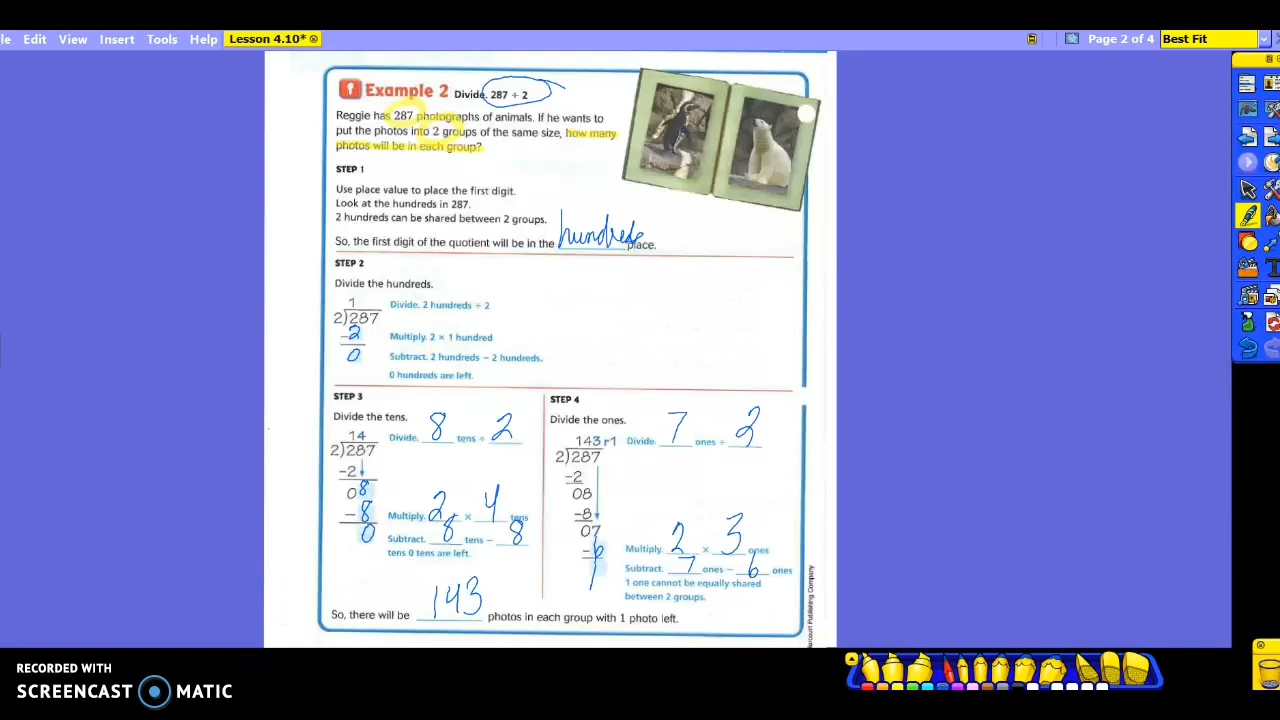 le Edit View Insert Tools Help Lesson 4.10* Page 2 of 4 Best Fit
Example 2 Divide. 287 ÷ 2
Reggie has 287 photographs of animals. If he wants to
put the photos into 2 groups of the same size, how many
photos will be in each group?
STEP 1
Use place value to place the first digit.
Look at the hundreds in 287.
2 hundreds can be shared between 2 groups.
So, the first digit of the quotient will be in the hundreds place.
STEP 2
Divide the hundreds.
1
2)287
-2
0
Divide. 2 hundreds ÷ 2
Multiply. 2 × 1 hundred
Subtract. 2 hundreds - 2 hundreds.
0 hundreds are left.
STEP 3
Divide the tens.
14
2)287
-2
08
-8
0
Divide. 8 tens ÷ 2
Multiply. 2 × 4 tens
Subtract. 8 tens - 8
tens 0 tens are left.
STEP 4
Divide the ones.
143 r1
2)287
-2
08
-8
07
-6
1
Divide. 7 ones ÷ 2
Multiply. 2 × 3 ones
Subtract. 7 ones - 6 ones
1 one cannot be equally shared
between 2 groups.
So, there will be 143 photos in each group with 1 photo left.
Harcourt Publishing Company
RECORDED WITH
SCREENCAST MATIC